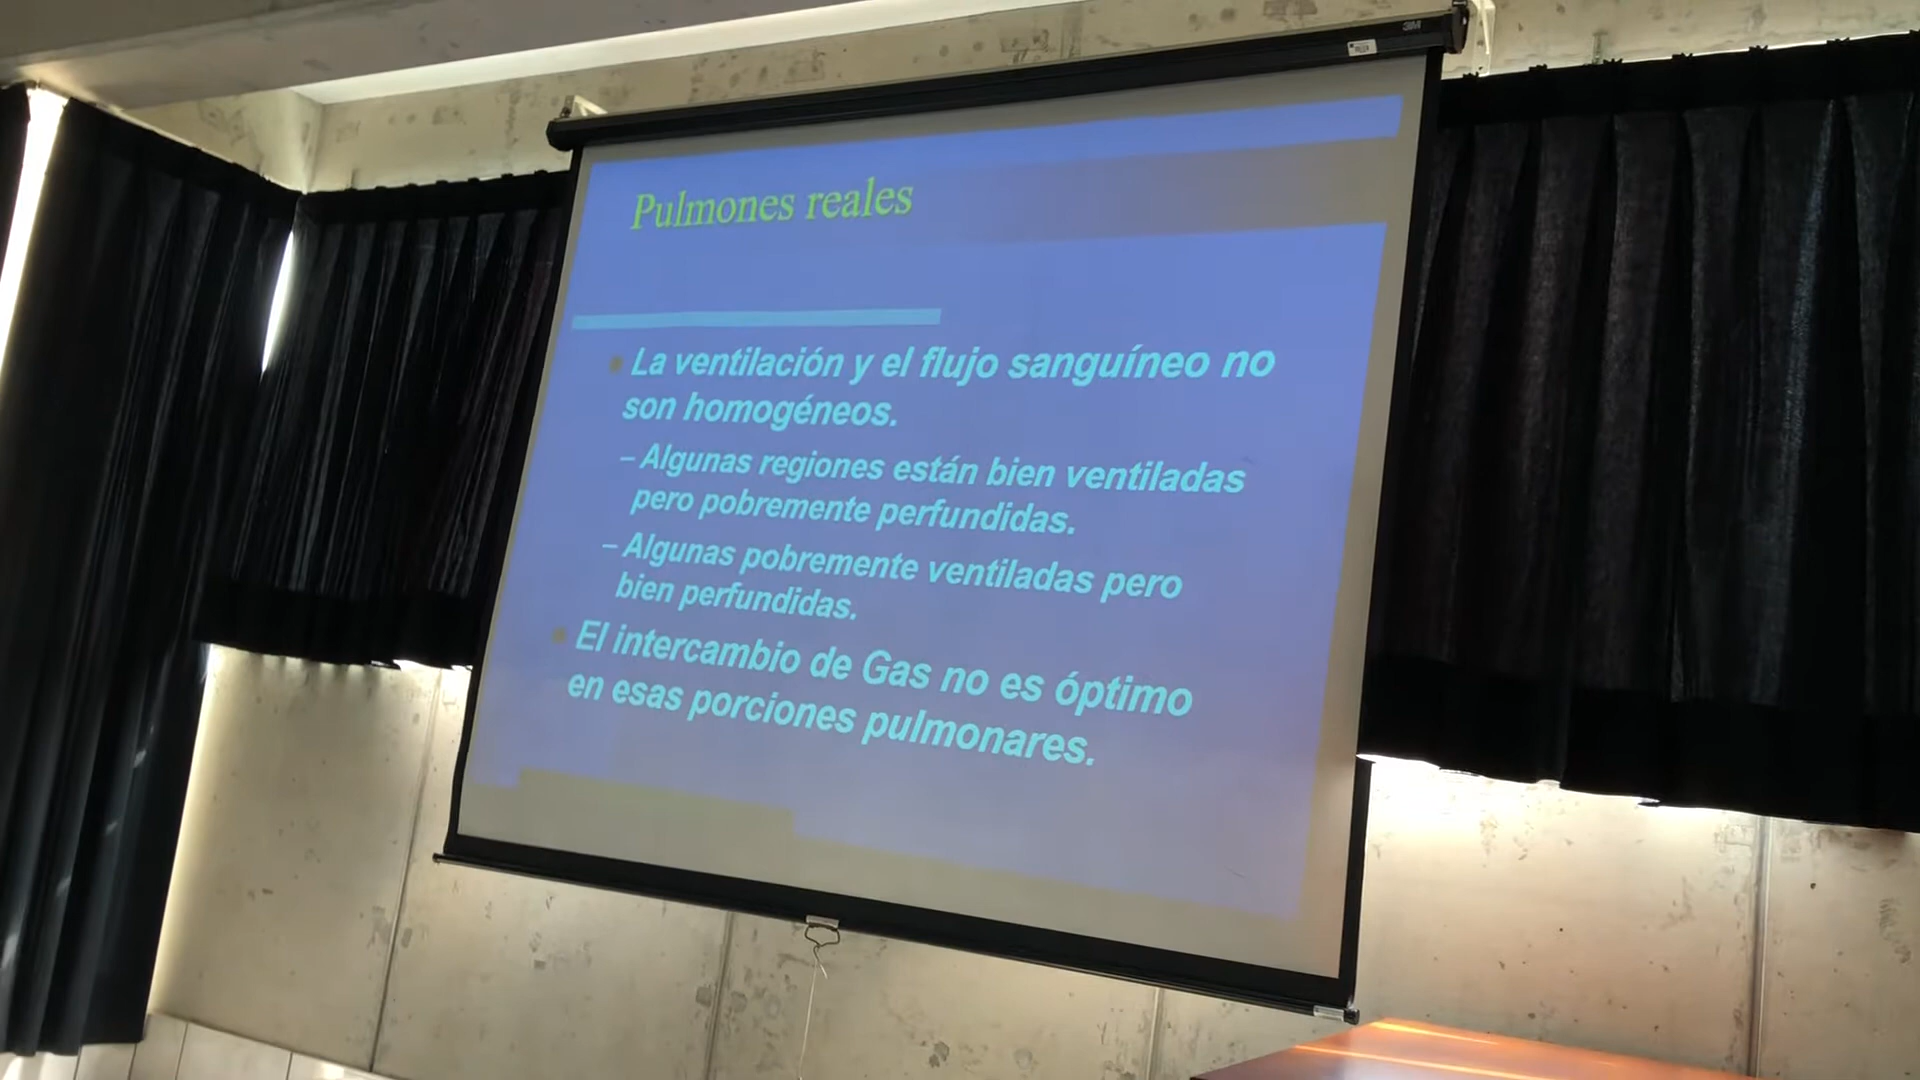 3M
Pulmones reales
La ventilación y el flujo sanguíneo no
son homogéneos.
– Algunas regiones están bien ventiladas
pero pobremente perfundidas.
– Algunas pobremente ventiladas pero
bien perfundidas.
El intercambio de Gas no es óptimo
en esas porciones pulmonares.